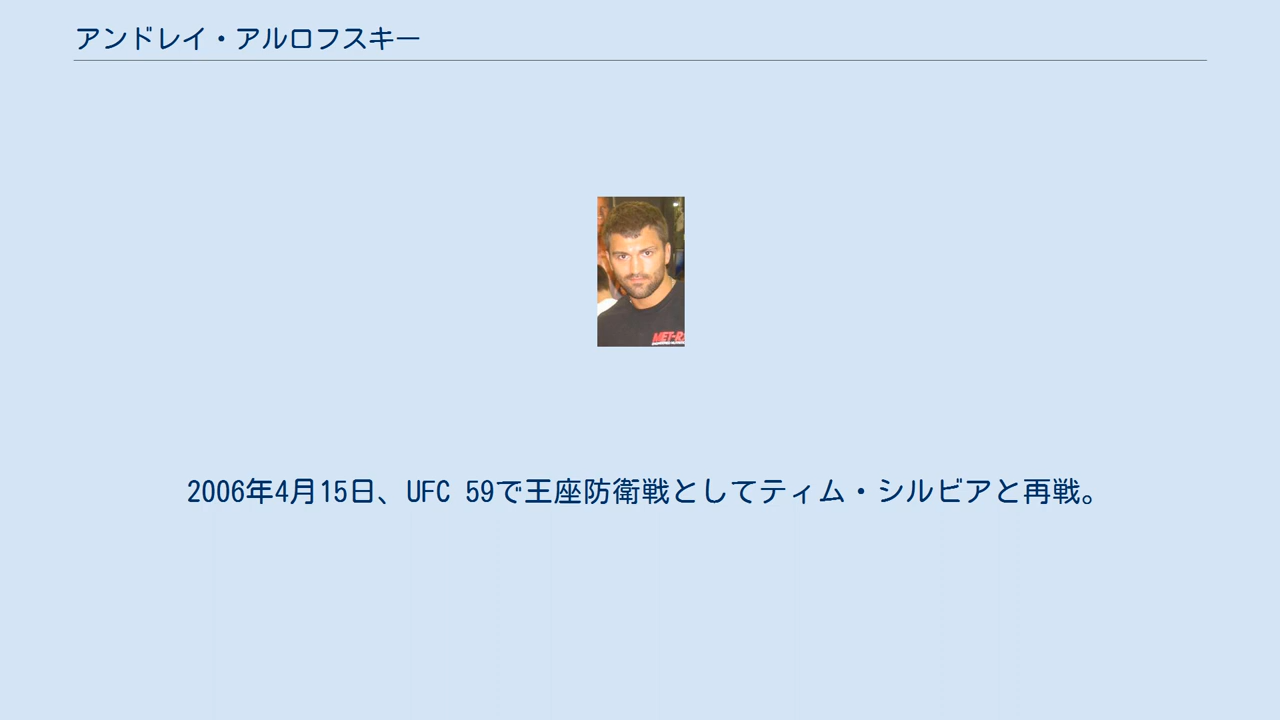 アンドレイ・アルロフスキー
MET-R
2006年4月15日、UFC 59で王座防衛戦としてティム・シルビアと再戦。